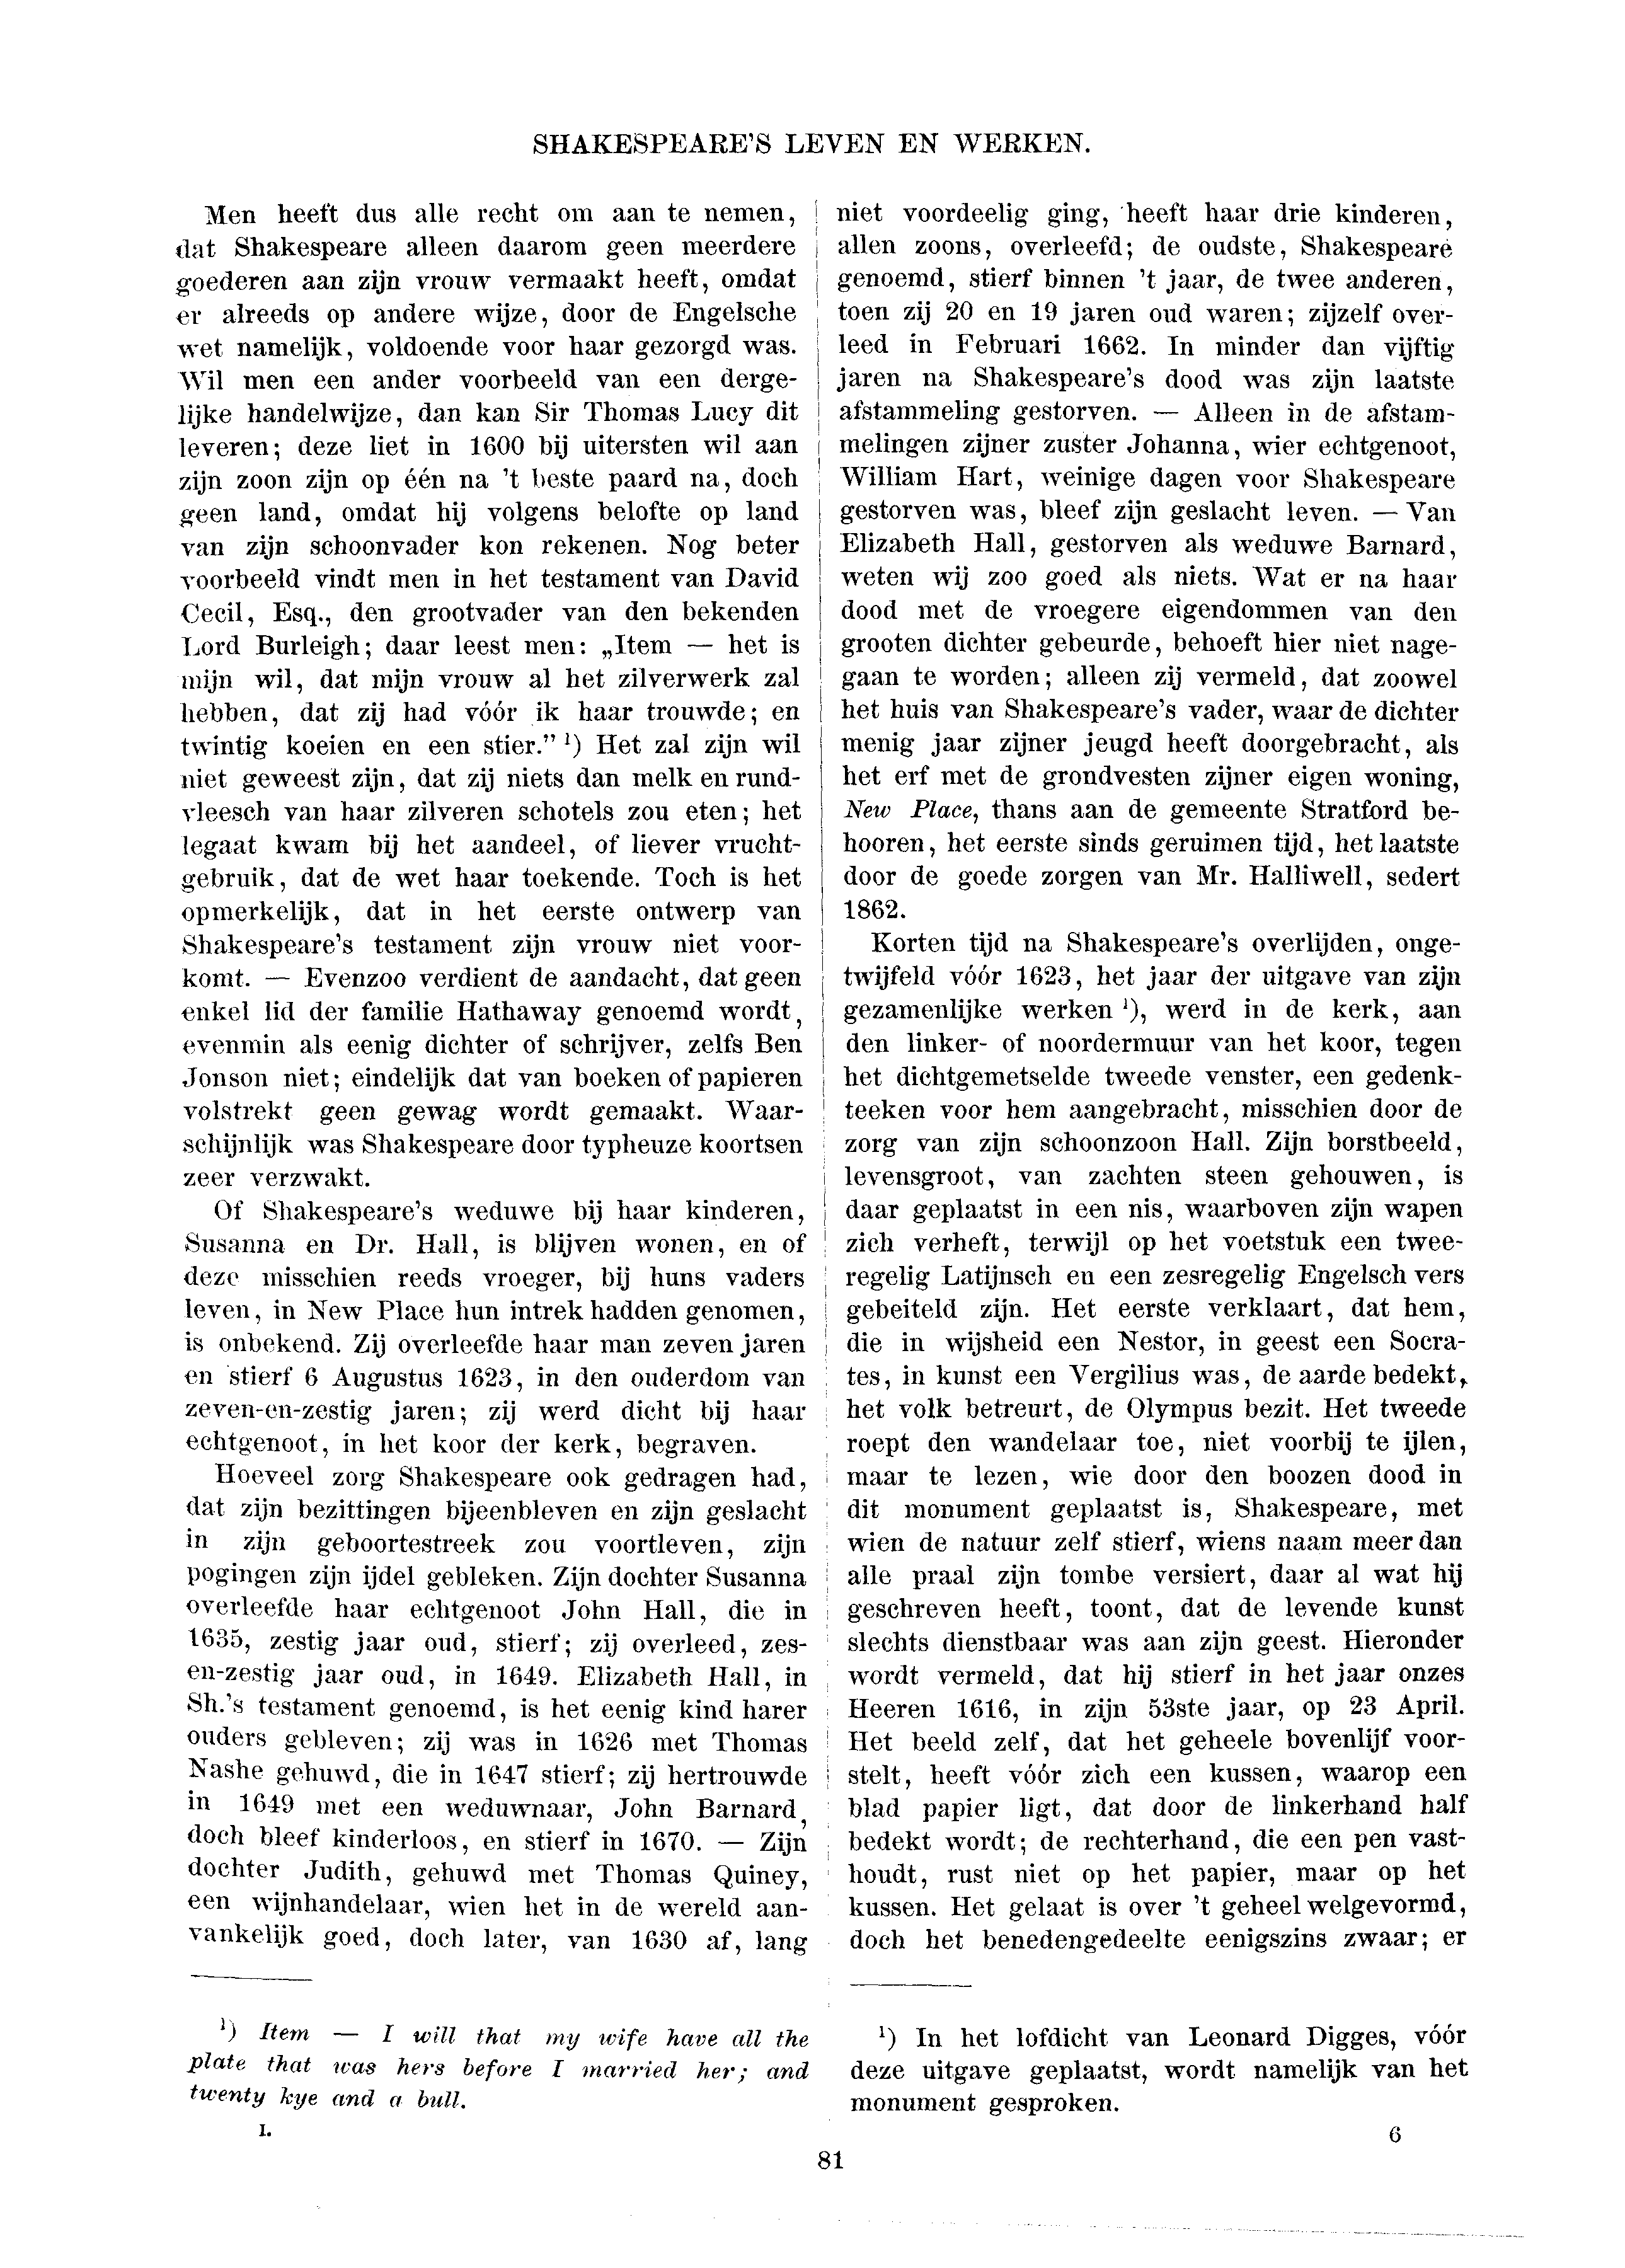 SHAKESPEARE'S LEVEN EN WERKEN.
Men heeft dus alle recht om aan te nemen,
dat Shakespeare alleen daarom geen meerdere
goederen aan zijn vrouw vermaakt heeft, omdat
er alreeds op andere wijze, door de Engelsche
wet namelijk, voldoende voor haar gezorgd was.
Wil men een ander voorbeeld van een derge-
lijke handelwijze, dan kan Sir Thomas Lucy dit
leveren; deze liet in 1600 bij uitersten wil aan
zijn zoon zijn op één na 't beste paard na, doch
geen land, omdat hij volgens belofte op land
van zijn schoonvader kon rekenen. Nog beter
voorbeeld vindt men in het testament van David
Cecil, Esq., den grootvader van den bekenden
Lord Burleigh; daar leest men: „Item — het is
mijn wil, dat mijn vrouw al het zilverwerk zal
hebben, dat zij had vóór ik haar trouwde; en
twintig koeien en een stier.” ¹) Het zal zijn wil
niet geweest zijn, dat zij niets dan melk en rund-
vleesch van haar zilveren schotels zou eten; het
legaat kwam bij het aandeel, of liever vrucht-
gebruik, dat de wet haar toekende. Toch is het
opmerkelijk, dat in het eerste ontwerp van
Shakespeare's testament zijn vrouw niet voor-
komt. — Evenzoo verdient de aandacht, dat geen
enkel lid der familie Hathaway genoemd wordt,
evenmin als eenig dichter of schrijver, zelfs Ben
Jonson niet; eindelijk dat van boeken of papieren
volstrekt geen gewag wordt gemaakt. Waar-
schijnlijk was Shakespeare door typheuze koortsen
zeer verzwakt.
Of Shakespeare's weduwe bij haar kinderen,
Susanna en Dr. Hall, is blijven wonen, en of
deze misschien reeds vroeger, bij huns vaders
leven, in New Place hun intrek hadden genomen,
is onbekend. Zij overleefde haar man zeven jaren
en stierf 6 Augustus 1623, in den ouderdom van
zeven-en-zestig jaren; zij werd dicht bij haar
echtgenoot, in het koor der kerk, begraven.
Hoeveel zorg Shakespeare ook gedragen had,
dat zijn bezittingen bijeenbleven en zijn geslacht
in zijn geboortestreek zou voortleven, zijn
pogingen zijn ijdel gebleken. Zijn dochter Susanna
overleefde haar echtgenoot John Hall, die in
1635, zestig jaar oud, stierf; zij overleed, zes-
en-zestig jaar oud, in 1649. Elizabeth Hall, in
Sh.'s testament genoemd, is het eenig kind harer
ouders gebleven; zij was in 1626 met Thomas
Nashe gehuwd, die in 1647 stierf; zij hertrouwde
in 1649 met een weduwnaar, John Barnard,
doch bleef kinderloos, en stierf in 1670. — Zijn
dochter Judith, gehuwd met Thomas Quiney,
een wijnhandelaar, wien het in de wereld aan-
vankelijk goed, doch later, van 1630 af, lang
¹) Item — I will that my wife have all the
plate that was hers before I married her; and
twenty kye and a bull.
I.
niet voordeelig ging, heeft haar drie kinderen,
allen zoons, overleefd; de oudste, Shakespeare
genoemd, stierf binnen 't jaar, de twee anderen,
toen zij 20 en 19 jaren oud waren; zijzelf over-
leed in Februari 1662. In minder dan vijftig
jaren na Shakespeare's dood was zijn laatste
afstammeling gestorven. — Alleen in de afstam-
melingen zijner zuster Johanna, wier echtgenoot,
William Hart, weinige dagen voor Shakespeare
gestorven was, bleef zijn geslacht leven. — Van
Elizabeth Hall, gestorven als weduwe Barnard,
weten wij zoo goed als niets. Wat er na haar
dood met de vroegere eigendommen van den
grooten dichter gebeurde, behoeft hier niet nage-
gaan te worden; alleen zij vermeld, dat zoowel
het huis van Shakespeare's vader, waar de dichter
menig jaar zijner jeugd heeft doorgebracht, als
het erf met de grondvesten zijner eigen woning,
New Place, thans aan de gemeente Stratford be-
hooren, het eerste sinds geruimen tijd, het laatste
door de goede zorgen van Mr. Halliwell, sedert
1862.
Korten tijd na Shakespeare's overlijden, onge-
twijfeld vóór 1623, het jaar der uitgave van zijn
gezamenlijke werken ¹), werd in de kerk, aan
den linker- of noordermuur van het koor, tegen
het dichtgemetselde tweede venster, een gedenk-
teeken voor hem aangebracht, misschien door de
zorg van zijn schoonzoon Hall. Zijn borstbeeld,
levensgroot, van zachten steen gehouwen, is
daar geplaatst in een nis, waarboven zijn wapen
zich verheft, terwijl op het voetstuk een twee-
regelig Latijnsch en een zesregelig Engelsch vers
gebeiteld zijn. Het eerste verklaart, dat hem,
die in wijsheid een Nestor, in geest een Socra-
tes, in kunst een Vergilius was, de aarde bedekt,
het volk betreurt, de Olympus bezit. Het tweede
roept den wandelaar toe, niet voorbij te ijlen,
maar te lezen, wie door den boozen dood in
dit monument geplaatst is, Shakespeare, met
wien de natuur zelf stierf, wiens naam meer dan
alle praal zijn tombe versiert, daar al wat hij
geschreven heeft, toont, dat de levende kunst
slechts dienstbaar was aan zijn geest. Hieronder
wordt vermeld, dat hij stierf in het jaar onzes
Heeren 1616, in zijn 53ste jaar, op 23 April.
Het beeld zelf, dat het geheele bovenlijf voor-
stelt, heeft vóór zich een kussen, waarop een
blad papier ligt, dat door de linkerhand half
bedekt wordt; de rechterhand, die een pen vast-
houdt, rust niet op het papier, maar op het
kussen. Het gelaat is over 't geheel welgevormd,
doch het benedengedeelte eenigszins zwaar; er
¹) In het lofdicht van Leonard Digges, vóór
deze uitgave geplaatst, wordt namelijk van het
monument gesproken.
6
81